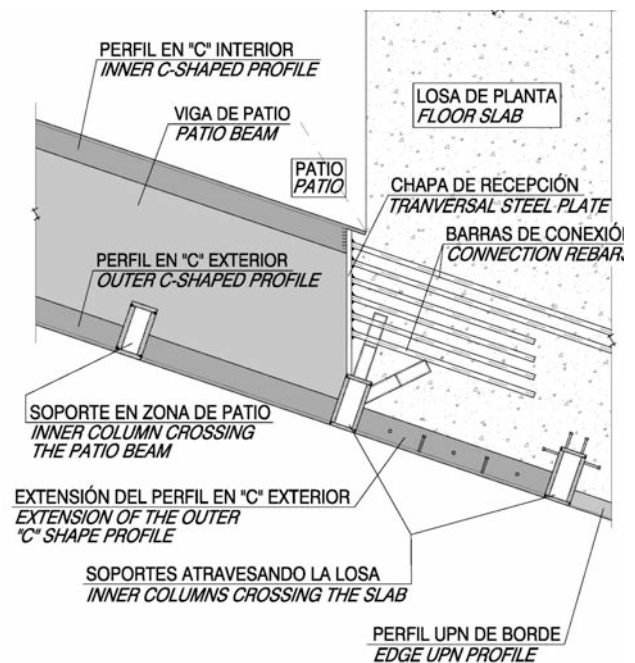 PERFIL EN "C" INTERIOR
INNER C-SHAPED PROFILE
VIGA DE PATIO
PATIO BEAM
LOSA DE PLANTA
FLOOR SLAB
PATIO
PATIO
CHAPA DE RECEPCIÓN
TRANVERSAL STEEL PLATE
BARRAS DE CONEXIÓN
CONNECTION REBARS
PERFIL EN "C" EXTERIOR
OUTER C-SHAPED PROFILE
SOPORTE EN ZONA DE PATIO
INNER COLUMN CROSSING
THE PATIO BEAM
EXTENSIÓN DEL PERFIL EN "C" EXTERIOR
EXTENSION OF THE OUTER
"C" SHAPE PROFILE
SOPORTES ATRAVESANDO LA LOSA
INNER COLUMNS CROSSING THE SLAB
PERFIL UPN DE BORDE
EDGE UPN PROFILE